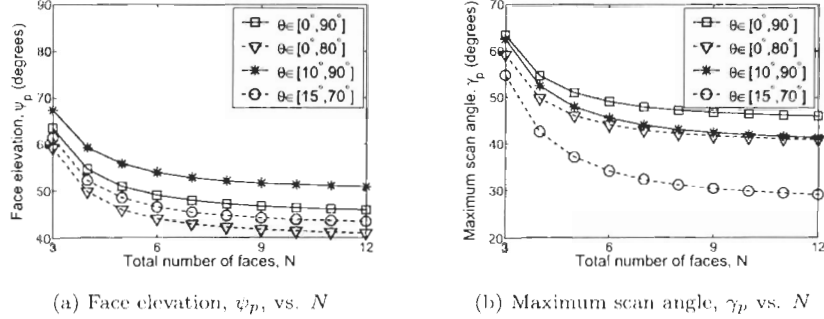 90
80
70
60
50
40
3
6
9
12
Face elevation, ψp (degrees)
Total number of faces, N
θ∈[0°,90°]
θ∈[0°,80°]
θ∈[10°,90°]
θ∈[15°,70°]
(a) Face elevation, ψp, vs. N
70
60
50
40
30
20
3
6
9
12
Maximum scan angle, γp (degrees)
Total number of faces, N
θ∈[0°,90°]
θ∈[0°,80°]
θ∈[10°,90°]
θ∈[15°,70°]
(b) Maximum scan angle, γp vs. N